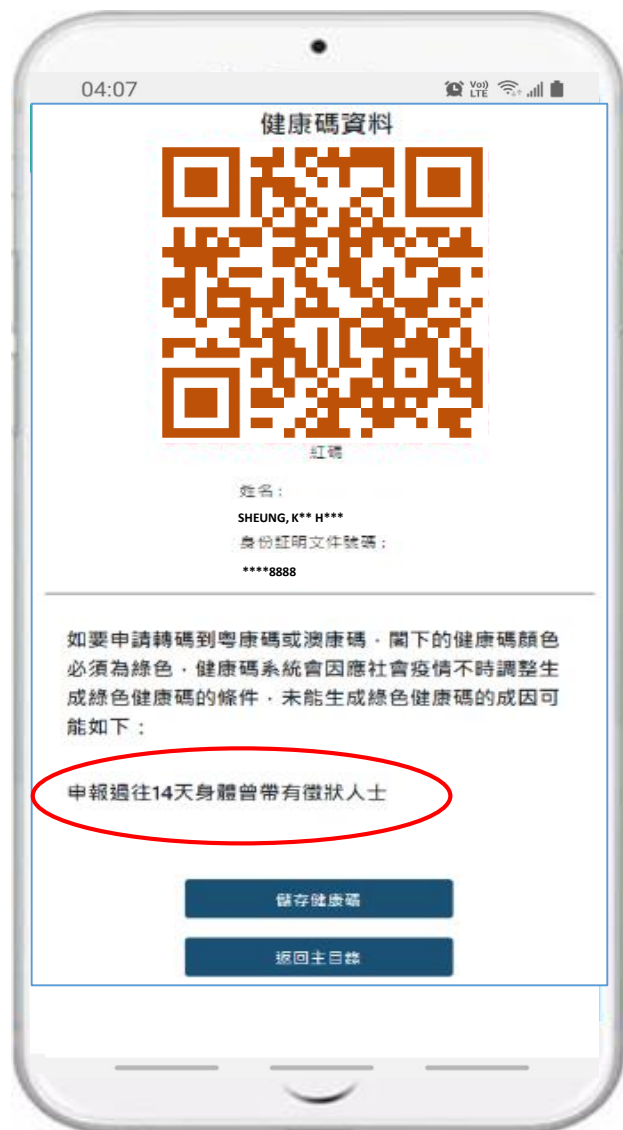 04:07
Vo))
LTE
健康碼資料
紅碼
姓名：
SHEUNG, K** H***
身份証明文件號碼：
****8888
如要申請轉碼到粵康碼或澳康碼，閣下的健康碼顏色
必須為綠色，健康碼系統會因應社會疫情不時調整生
成綠色健康碼的條件，未能生成綠色健康碼的成因可
能如下：
申報過往14天身體曾帶有徵狀人士
儲存健康碼
返回主目錄